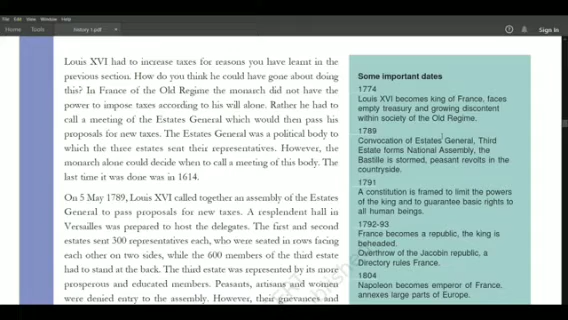 File Edit View Window Help
Home Tools history 1.pdf Sign In
Louis XVI had to increase taxes for reasons you have learnt in the
previous section. How do you think he could have gone about doing
this? In France of the Old Regime the monarch did not have the
power to impose taxes according to his will alone. Rather he had to
call a meeting of the Estates General which would then pass his
proposals for new taxes. The Estates General was a political body to
which the three estates sent their representatives. However, the
monarch alone could decide when to call a meeting of this body. The
last time it was done was in 1614.
On 5 May 1789, Louis XVI called together an assembly of the Estates
General to pass proposals for new taxes. A resplendent hall in
Versailles was prepared to host the delegates. The first and second
estates sent 300 representatives each, who were seated in rows facing
each other on two sides, while the 600 members of the third estate
had to stand at the back. The third estate was represented by its more
prosperous and educated members. Peasants, artisans and women
were denied entry to the assembly. However, their grievances and
Some important dates
1774
Louis XVI becomes king of France, faces
empty treasury and growing discontent
within society of the Old Regime.
1789
Convocation of Estates General, Third
Estate forms National Assembly, the
Bastille is stormed, peasant revolts in the
countryside.
1791
A constitution is framed to limit the powers
of the king and to guarantee basic rights to
all human beings.
1792-93
France becomes a republic, the king is
beheaded.
Overthrow of the Jacobin republic, a
Directory rules France.
1804
Napoleon becomes emperor of France,
annexes large parts of Europe.